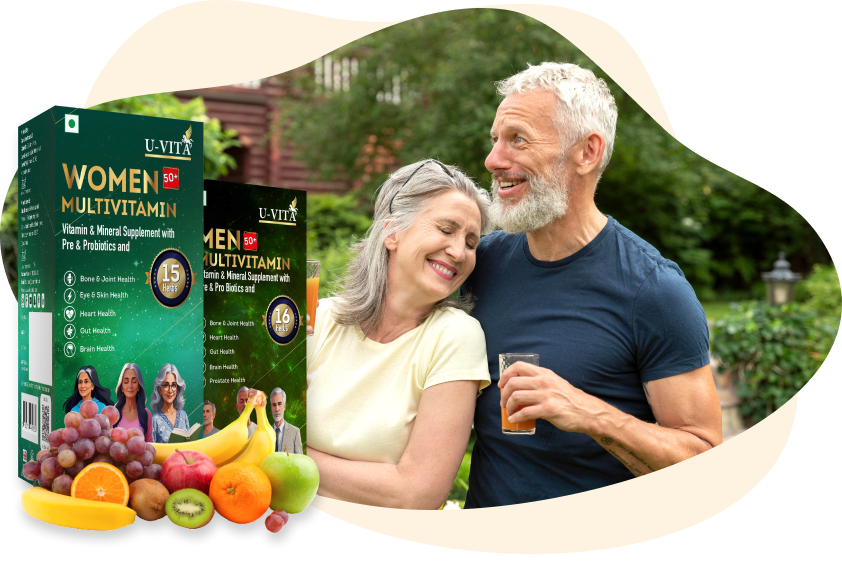 U-VITA
WOMEN 50+
MULTIVITAMIN
Vitamin & Mineral Supplement with
Pre & Probiotics and
15
Herbs
Bone & Joint Health
Eye & Skin Health
Heart Health
Gut Health
Brain Health
U-VITA
MEN 50+
MULTIVITAMIN
& Mineral Supplement with
& Pro Biotics and
16
Herbs
Bone & Joint Health
Heart Health
Gut Health
Brain Health
Prostate Health